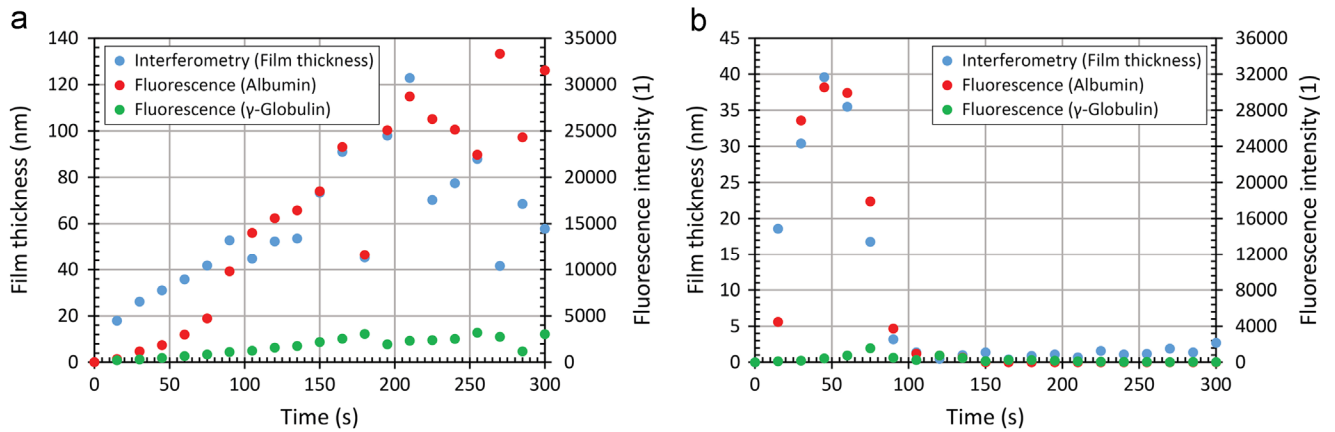 a
140
120
100
80
60
40
20
0
Film thickness (nm)
Interferometry (Film thickness)
Fluorescence (Albumin)
Fluorescence (γ-Globulin)
35000
30000
25000
20000
15000
10000
5000
0
Fluorescence intensity (1)
0 50 100 150 200 250 300
Time (s)
b
45
40
35
30
25
20
15
10
5
0
Film thickness (nm)
Interferometry (Film thickness)
Fluorescence (Albumin)
Fluorescence (γ-Globulin)
36000
32000
28000
24000
20000
16000
12000
8000
4000
0
Fluorescence intensity (1)
0 50 100 150 200 250 300
Time (s)